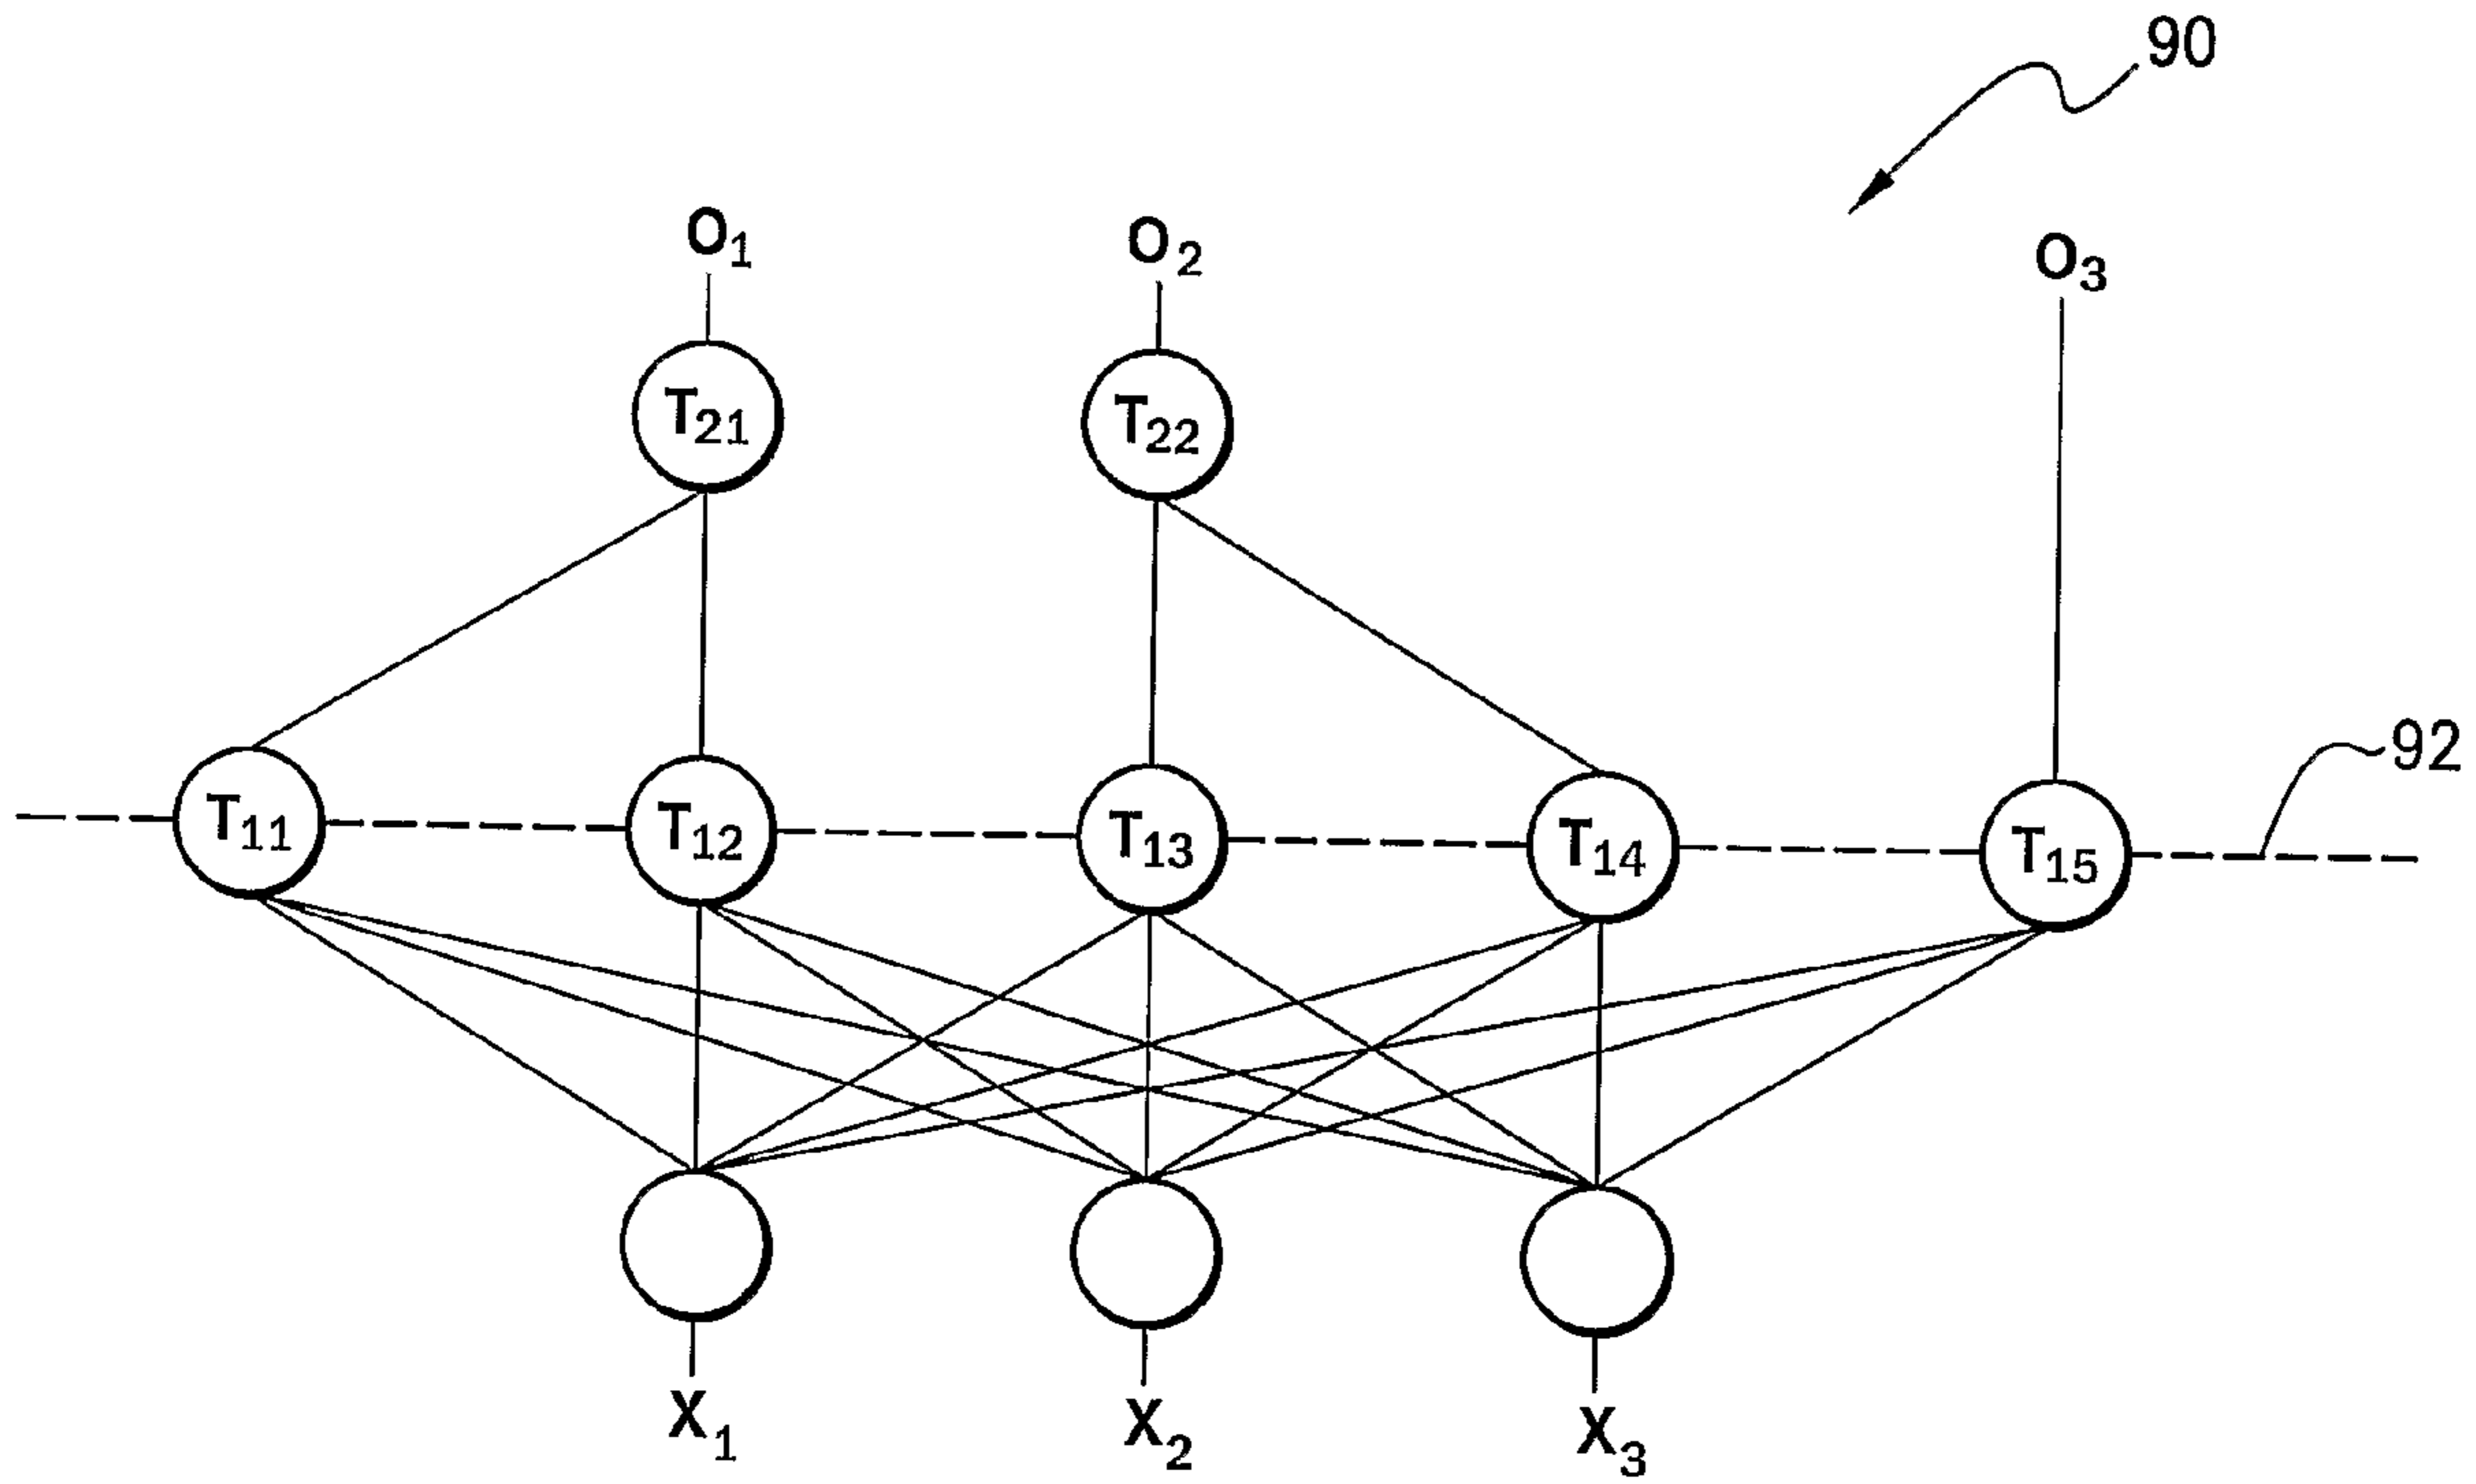 90
O₁
O₂
O₃
T₂₁
T₂₂
92
T₁₁
T₁₂
T₁₃
T₁₄
T₁₅
X₁
X₂
X₃